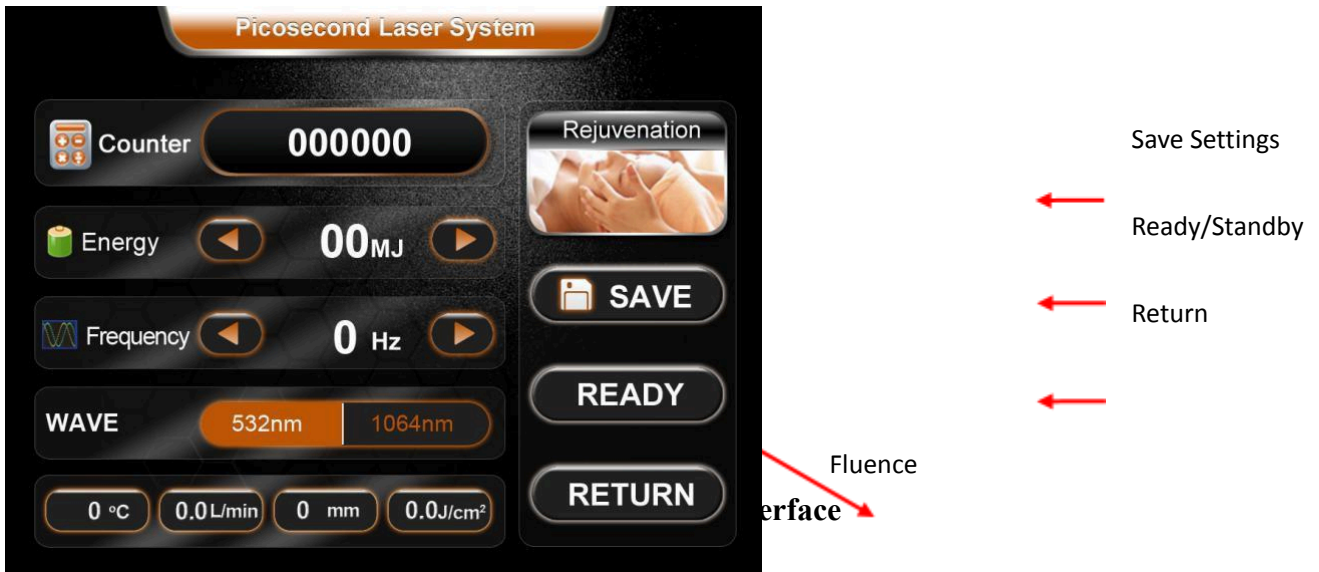 Picosecond Laser System
Counter 000000
Energy 00MJ
Frequency 0 Hz
WAVE 532nm 1064nm
0 °C 0.0L/min 0 mm 0.0J/cm²
Rejuvenation
SAVE
READY
RETURN
Save Settings
Ready/Standby
Return
Fluence
erface